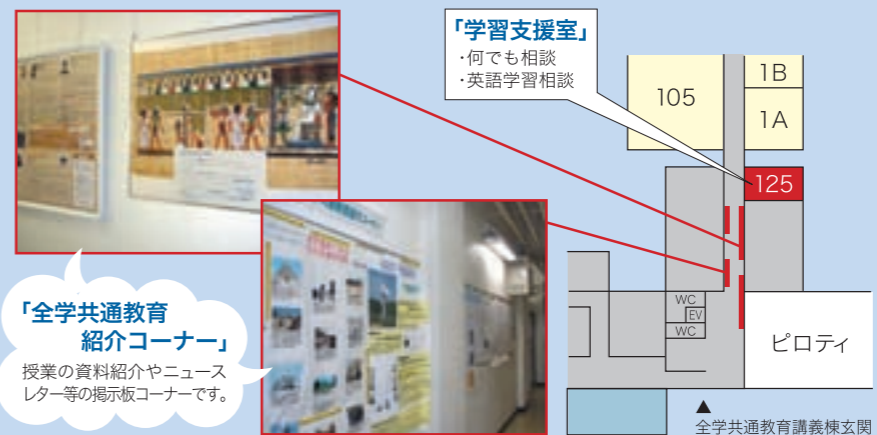 「学習支援室」
・何でも相談
・英語学習相談
105
1B
1A
125
WC
EV
WC
ピロティ
▲
全学共通教育講義棟玄関
「全学共通教育
紹介コーナー」
授業の資料紹介やニュース
レター等の掲示板コーナーです。